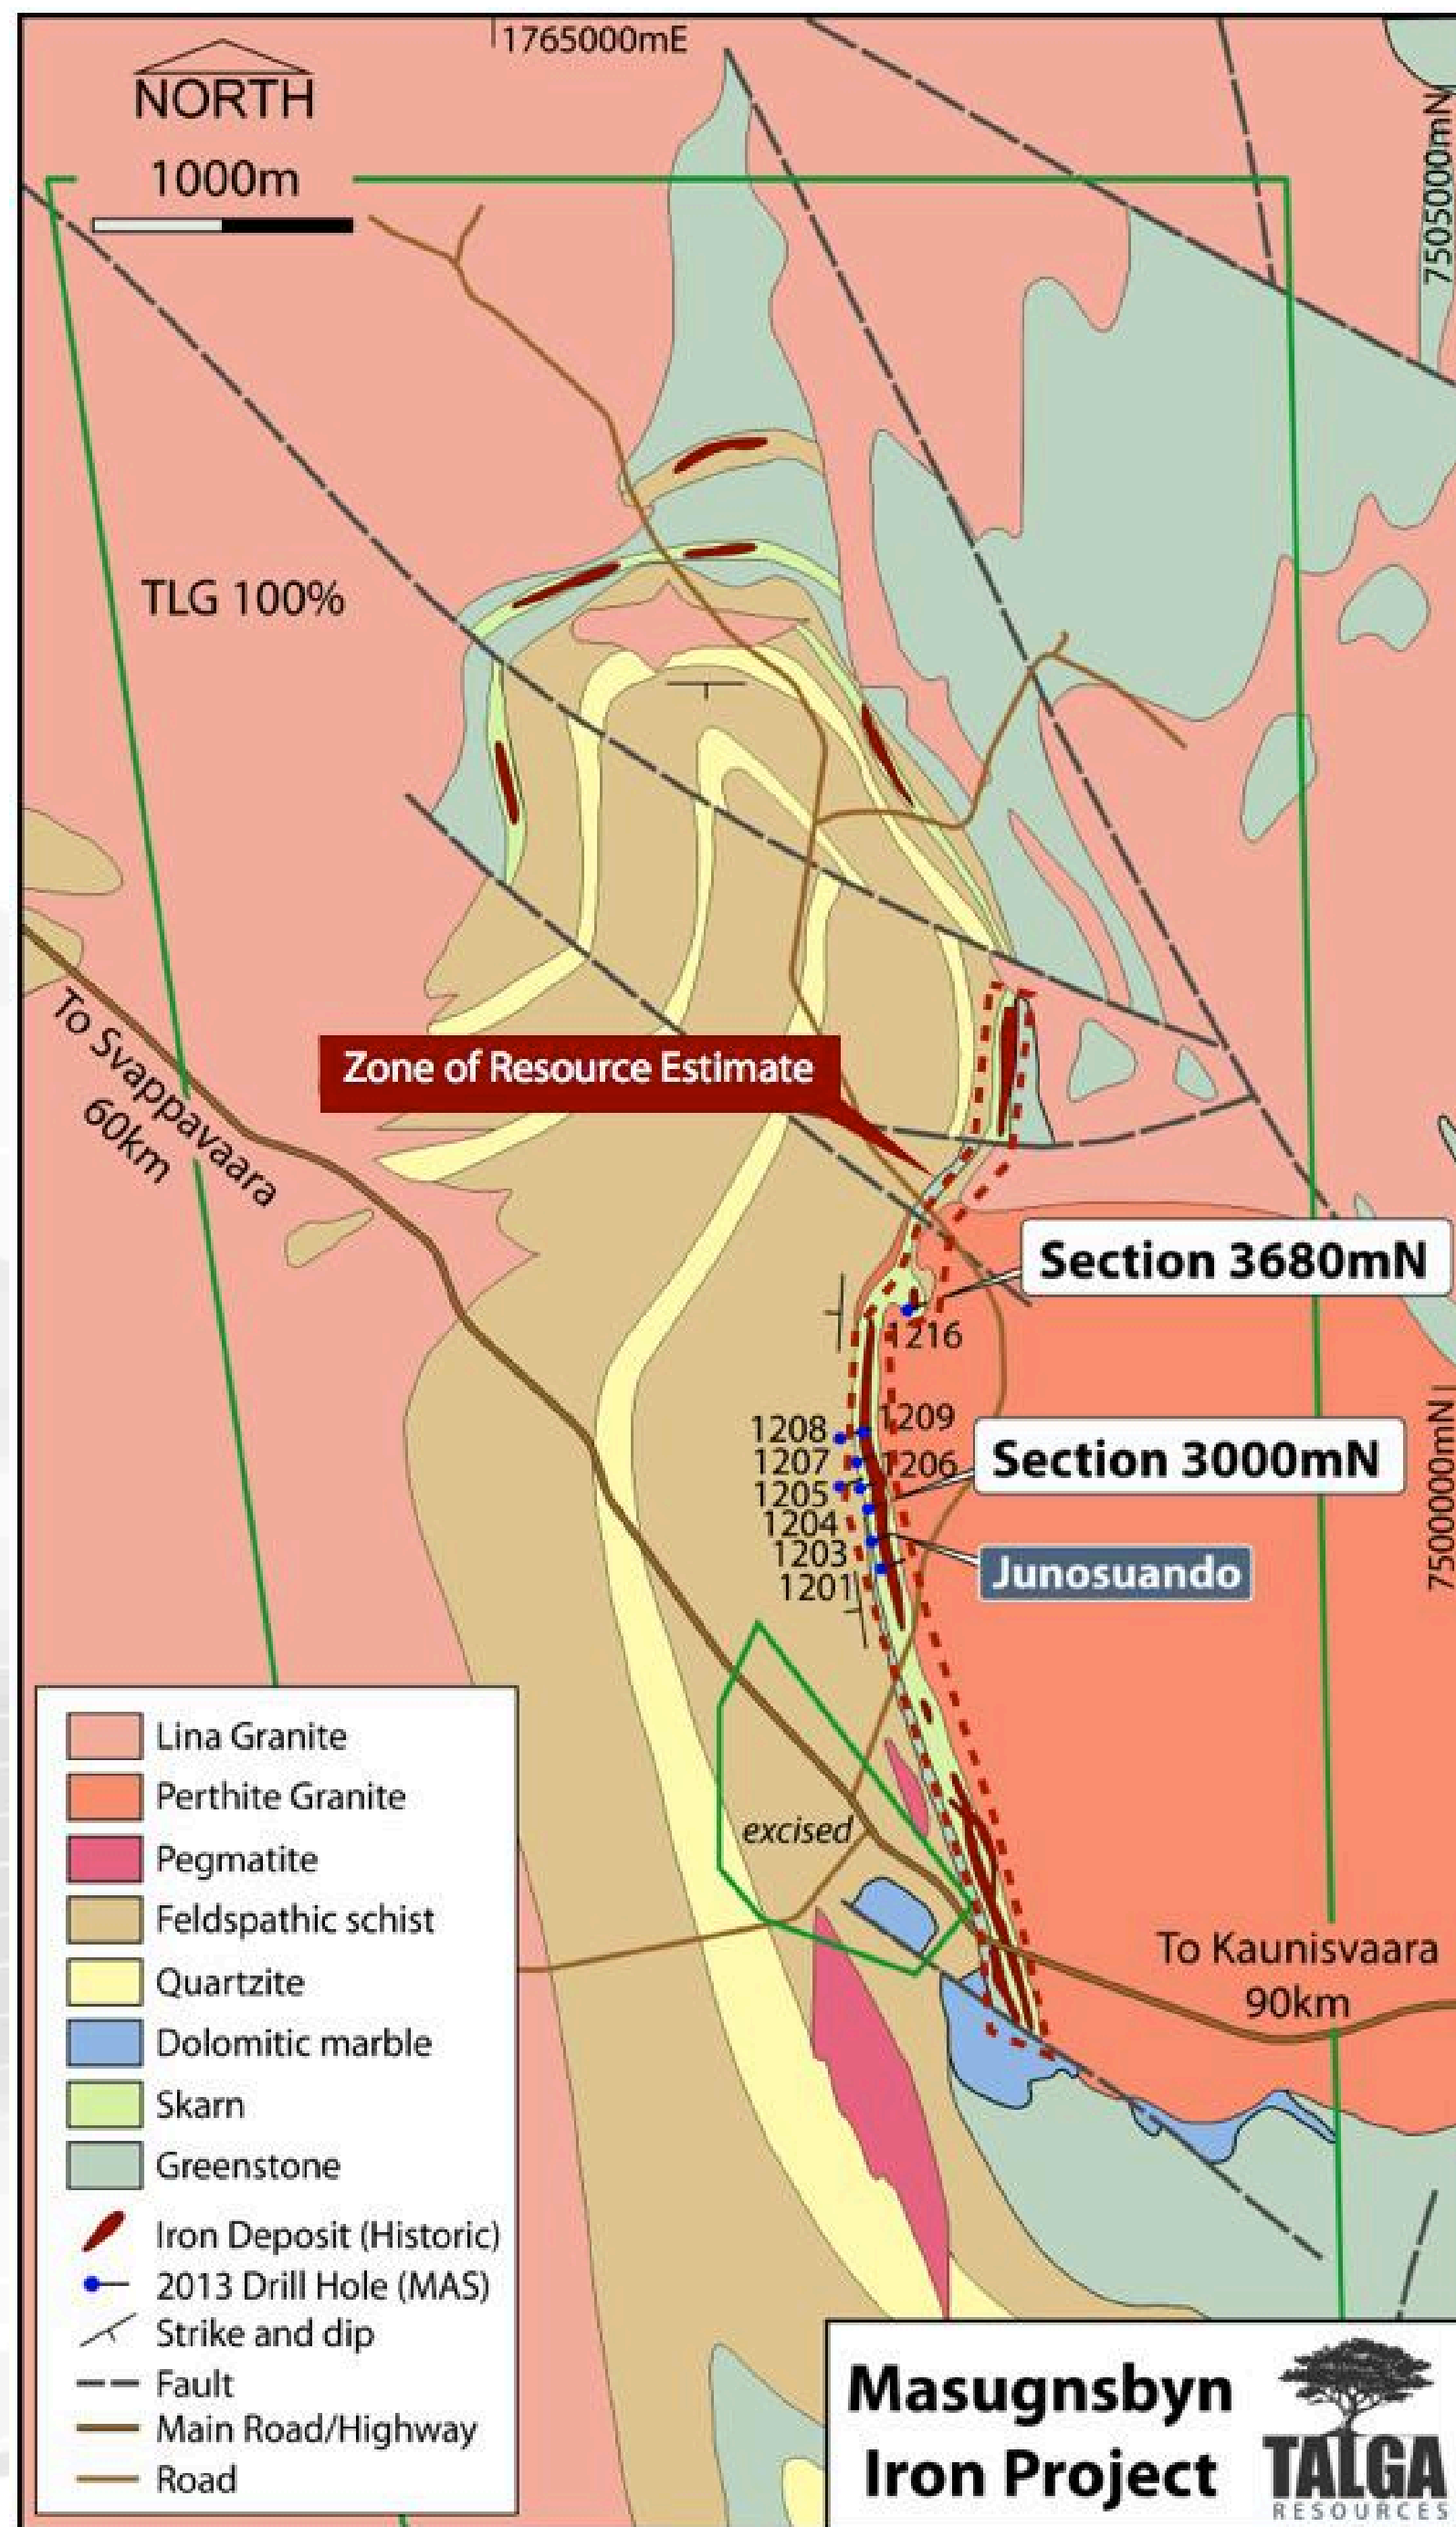 1765000mE
NORTH
1000m
7505000mN
TLG 100%
To Svappavaara
60km
Zone of Resource Estimate
Section 3680mN
1216
1208
1209
1207
1206
Section 3000mN
1205
1204
1203
1201
Junosuando
7500000mN
excised
To Kaunisvaara
90km
Lina Granite
Perthite Granite
Pegmatite
Feldspathic schist
Quartzite
Dolomitic marble
Skarn
Greenstone
Iron Deposit (Historic)
2013 Drill Hole (MAS)
Strike and dip
Fault
Main Road/Highway
Road
Masugnsbyn
Iron Project
TALGA
RESOURCES